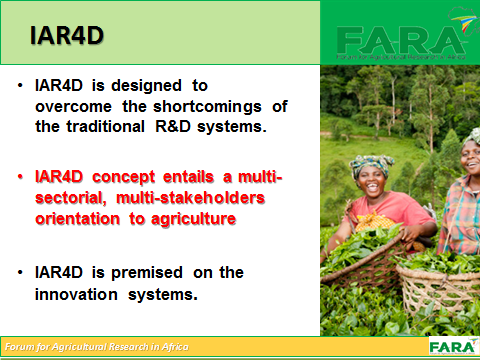 IAR4D
FARA
Forum for Agricultural Research in Africa
• IAR4D is designed to
overcome the shortcomings of
the traditional R&D systems.
• IAR4D concept entails a multi-
sectorial, multi-stakeholders
orientation to agriculture
• IAR4D is premised on the
innovation systems.
Forum for Agricultural Research in Africa
FARA